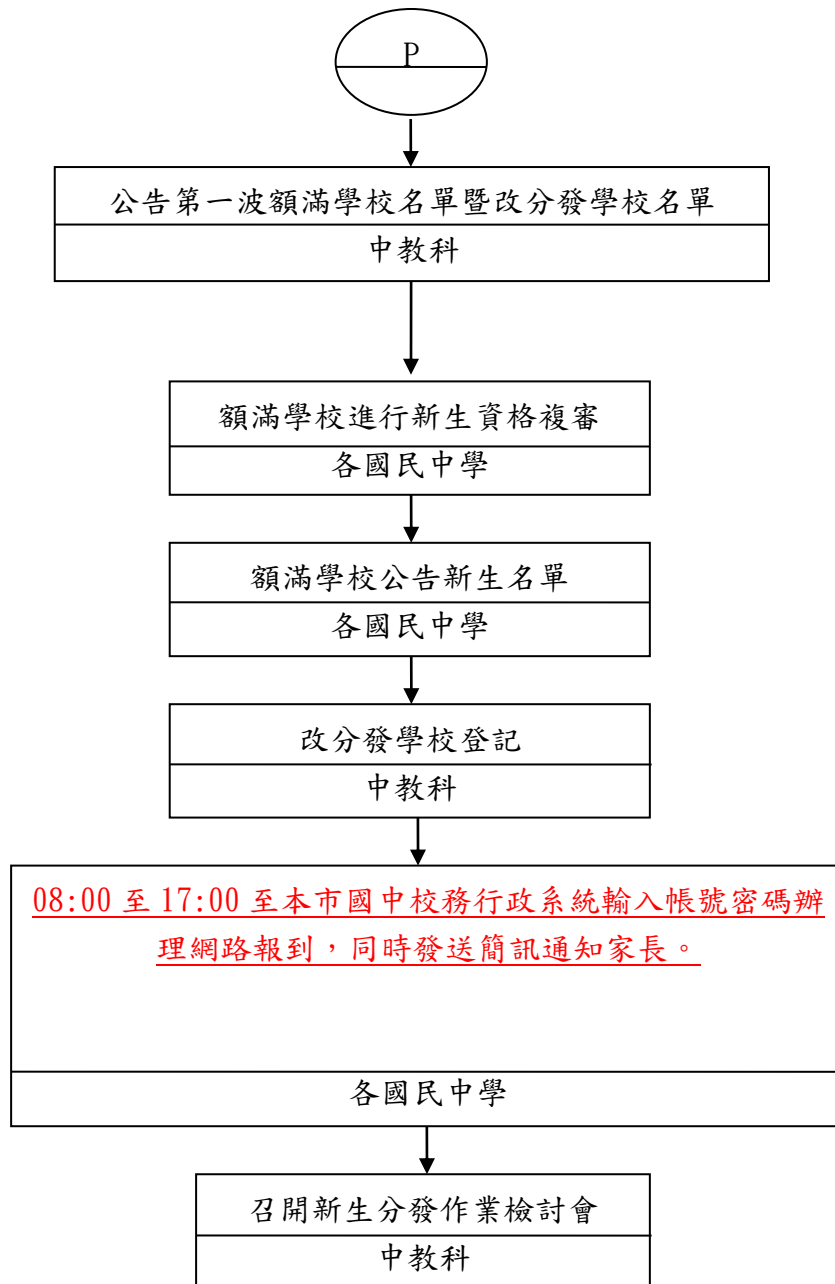 P
公告第一波額滿學校名單暨改分發學校名單
中教科
額滿學校進行新生資格複審
各國民中學
額滿學校公告新生名單
各國民中學
改分發學校登記
中教科
08:00 至 17:00 至本市國中校務行政系統輸入帳號密碼辦
理網路報到，同時發送簡訊通知家長。
各國民中學
召開新生分發作業檢討會
中教科